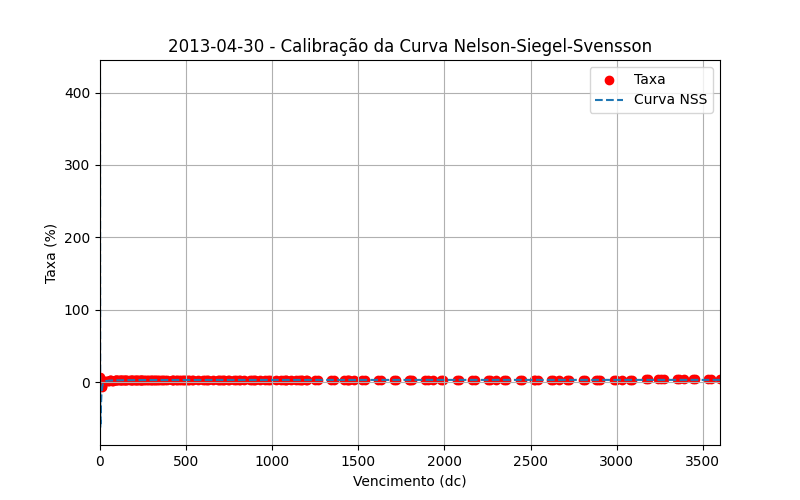 2013-04-30 - Calibração da Curva Nelson-Siegel-Svensson
Taxa
Curva NSS
Taxa (%)
400
300
200
100
0
0 500 1000 1500 2000 2500 3000 3500
Vencimento (dc)